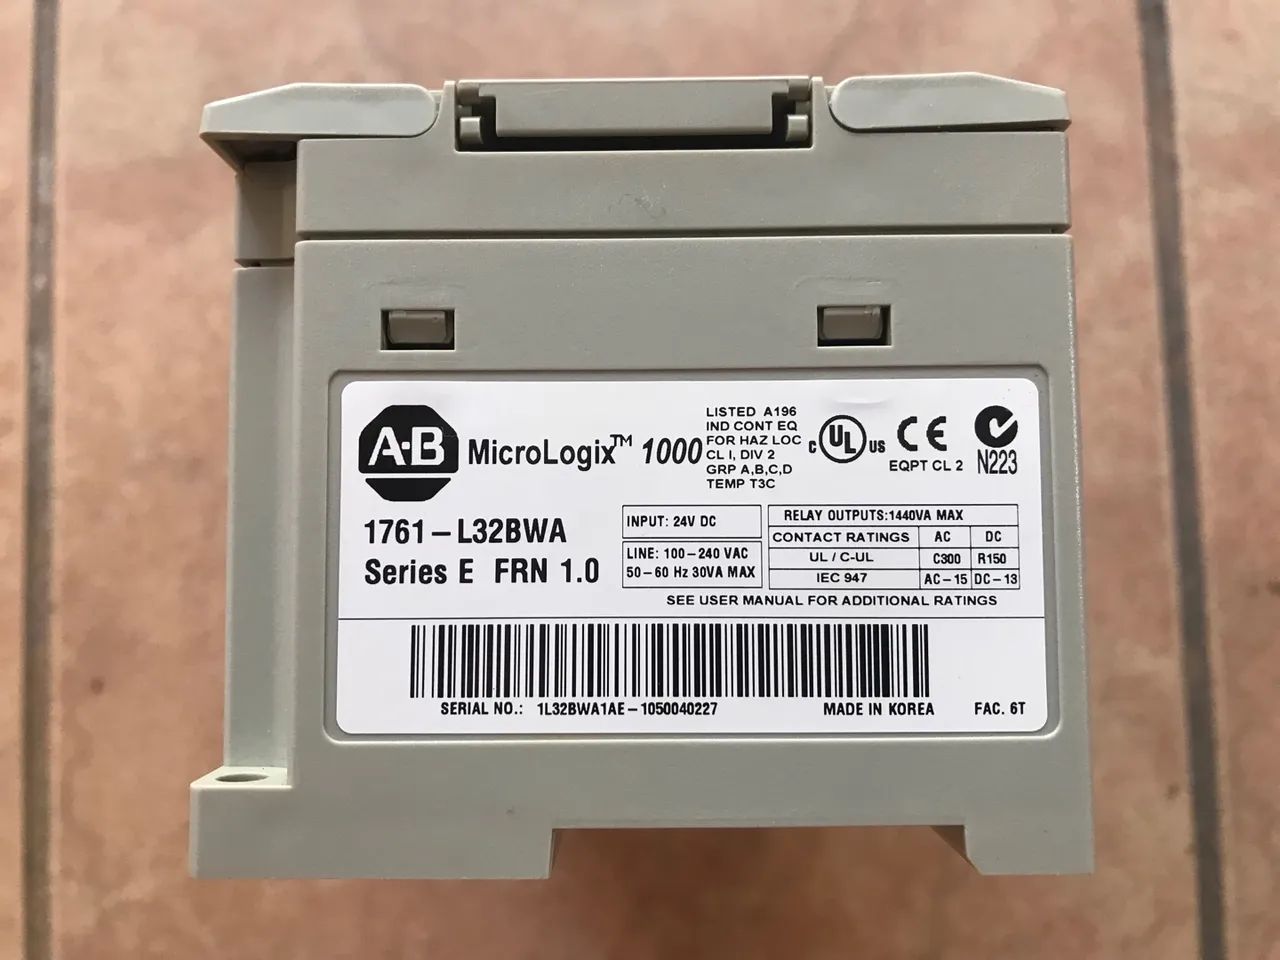 A·B
MicroLogix™ 1000
LISTED A196
IND CONT EQ
FOR HAZ LOC
CL I, DIV 2
GRP A,B,C,D
TEMP T3C
C UL US
CE
EQPT CL 2
N223
1761–L32BWA
Series E FRN 1.0
INPUT: 24V DC
LINE: 100–240 VAC
50–60 Hz 30VA MAX
RELAY OUTPUTS:1440VA MAX
CONTACT RATINGS AC DC
UL / C-UL C300 R150
IEC 947 AC–15 DC–13
SEE USER MANUAL FOR ADDITIONAL RATINGS
SERIAL NO.: 1L32BWA1AE–1050040227 MADE IN KOREA FAC. 6T